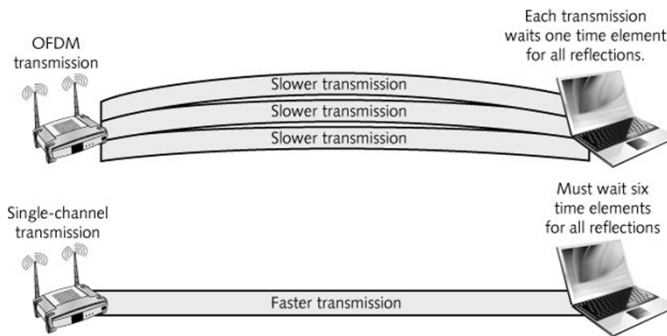 OFDM
transmission
Each transmission
waits one time element
for all reflections.
Slower transmission
Slower transmission
Slower transmission
Single-channel
transmission
Must wait six
time elements
for all reflections
Faster transmission